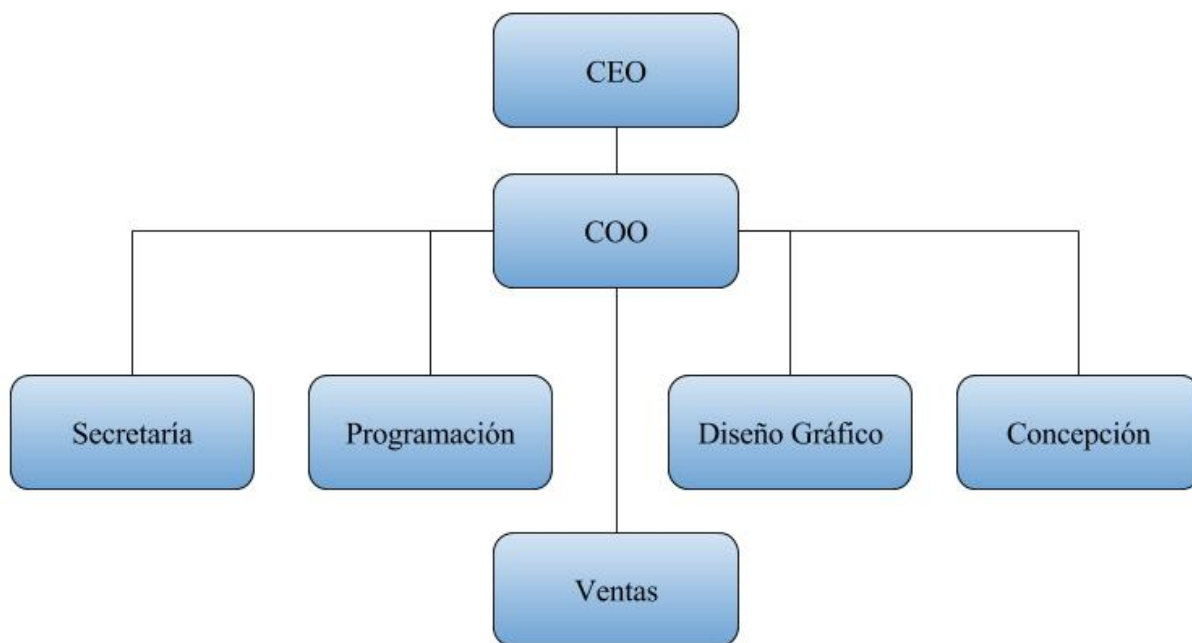 CEO
COO
Secretaría
Programación
Diseño Gráfico
Concepción
Ventas